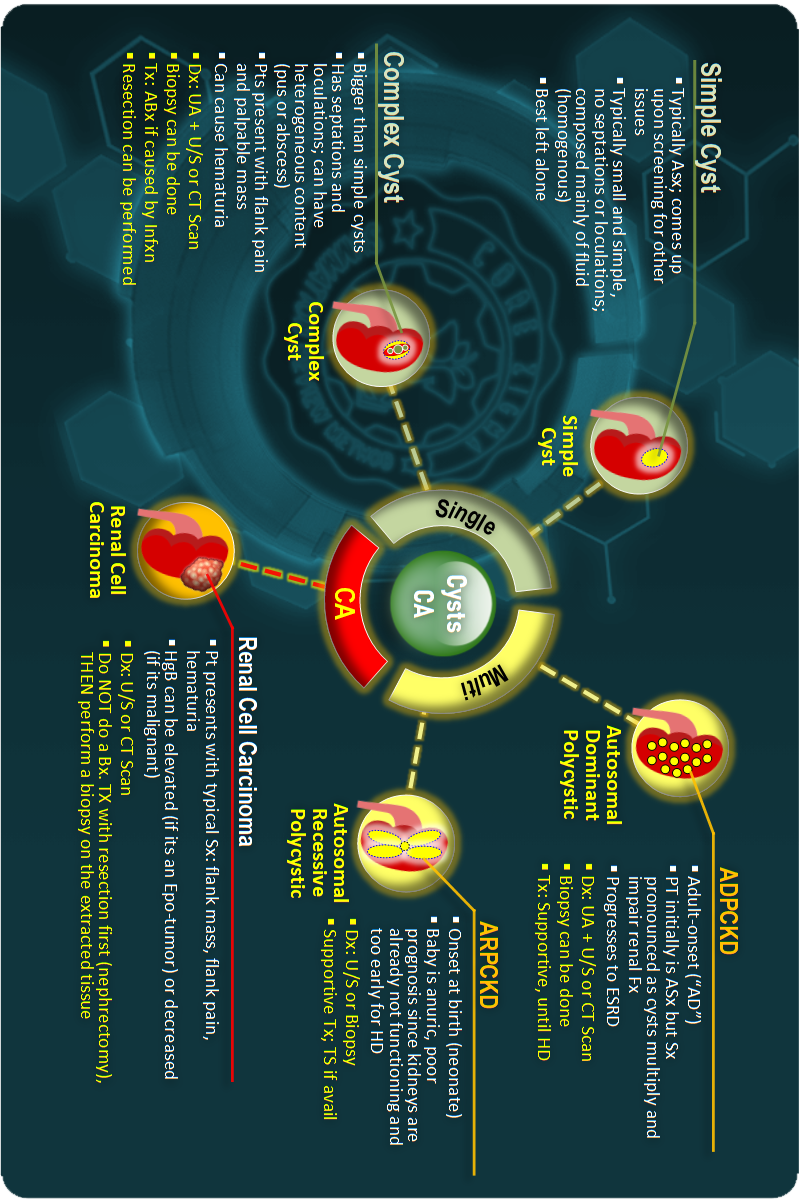 Simple Cyst
▪ Typically Asx; comes up
upon screening for other
issues
▪ Typically small and simple,
no septations or loculations;
composed mainly of fluid
(homogenous)
▪ Best left alone
Complex Cyst
▪ Bigger than simple cysts
▪ Has septations and
loculations; can have
heterogeneous content
(pus or abscess)
▪ Pts present with flank pain
and palpable mass
▪ Can cause hematuria
▪ Dx: UA + U/S or CT Scan
▪ Biopsy can be done
▪ Tx: ABx if caused by Infxn
▪ Resection can be performed
Simple
Cyst
Complex
Cyst
Single
Cysts
CA
Multi
CA
Renal Cell
Carcinoma
Autosomal
Dominant
Polycystic
Autosomal
Recessive
Polycystic
ADPCKD
▪ Adult-onset (“AD”)
▪ PT initially is ASx but Sx
pronounced as cysts multiply and
impair renal Fx
▪ Progresses to ESRD
▪ Dx: UA + U/S or CT Scan
▪ Biopsy can be done
▪ Tx: Supportive, until HD
ARPCKD
▪ Onset at birth (neonate)
▪ Baby is anuric, poor
prognosis since kidneys are
already not functioning and
too early for HD
▪ Dx: U/S or Biopsy
▪ Supportive Tx; TS if avail
Renal Cell Carcinoma
▪ Pt presents with typical Sx: flank mass, flank pain,
hematuria
▪ HgB can be elevated (if its an Epo-tumor) or decreased
(if its malignant)
▪ Dx: U/S or CT Scan
▪ Do NOT do a Bx. TX with resection first (nephrectomy),
THEN perform a biopsy on the extracted tissue